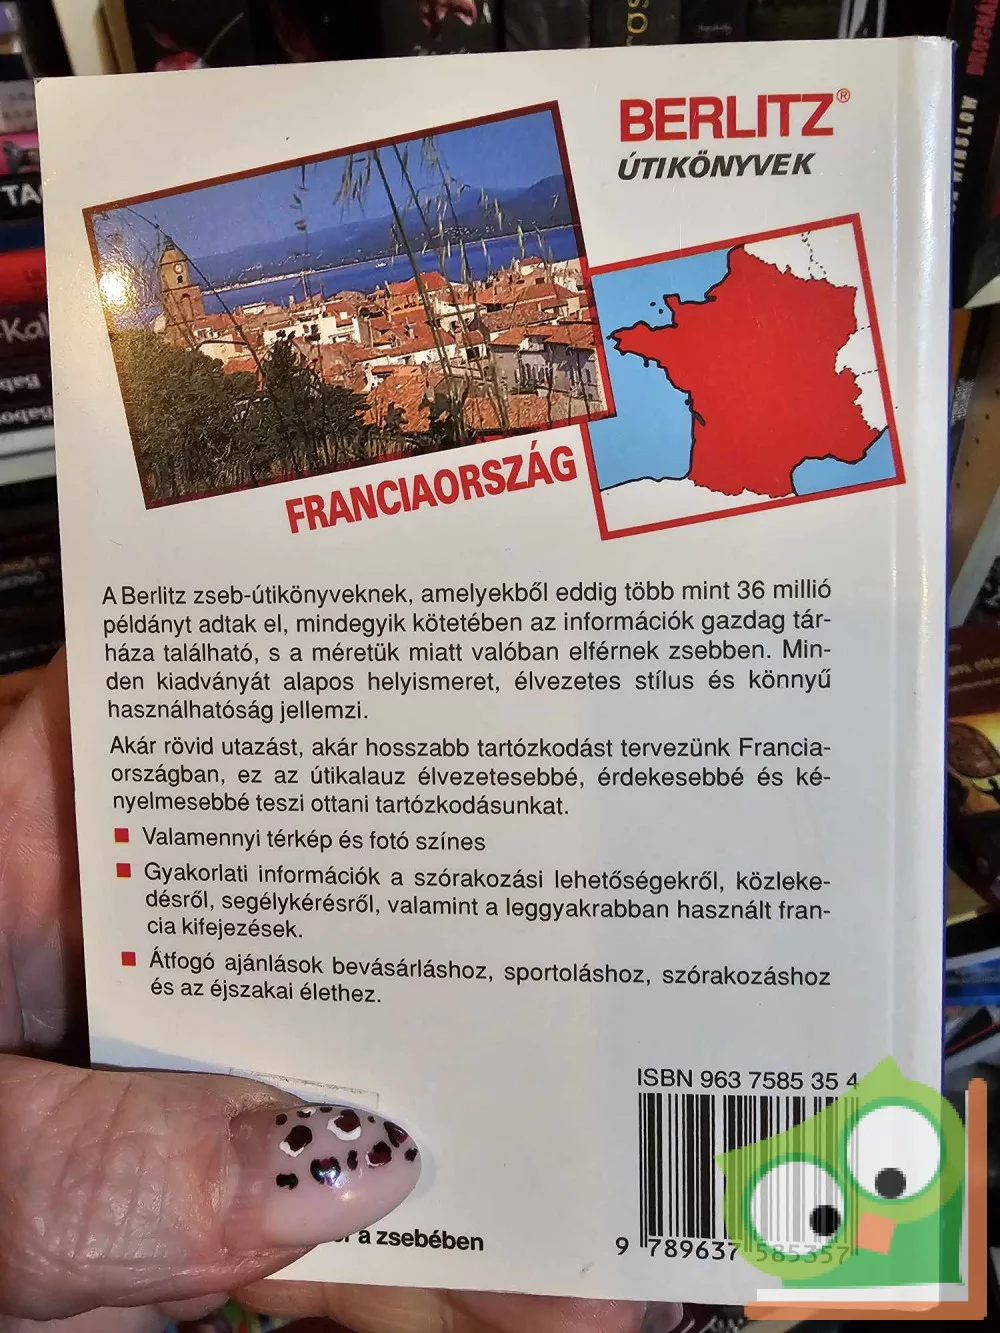 BERLITZ®
ÚTIKÖNYVEK
FRANCIAORSZÁG
A Berlitz zseb-útikönyveknek, amelyekből eddig több mint 36 millió
példányt adtak el, mindegyik kötetében az információk gazdag tár-
háza található, s a méretük miatt valóban elférnek zsebben. Min-
den kiadványát alapos helyismeret, élvezetes stílus és könnyű
használhatóság jellemzi.
Akár rövid utazást, akár hosszabb tartózkodást tervezünk Francia-
országban, ez az útikalauz élvezetesebbé, érdekesebbé és ké-
nyelmesebbé teszi ottani tartózkodásunkat.
Valamennyi térkép és fotó színes
Gyakorlati információk a szórakozási lehetőségekről, közleke-
désről, segélykérésről, valamint a leggyakrabban használt fran-
cia kifejezések.
Átfogó ajánlások bevásárláshoz, sportoláshoz, szórakozáshoz
és az éjszakai élethez.
ISBN 963 7585 35 4
a zsebében
9 789637 585357
WINSLOW